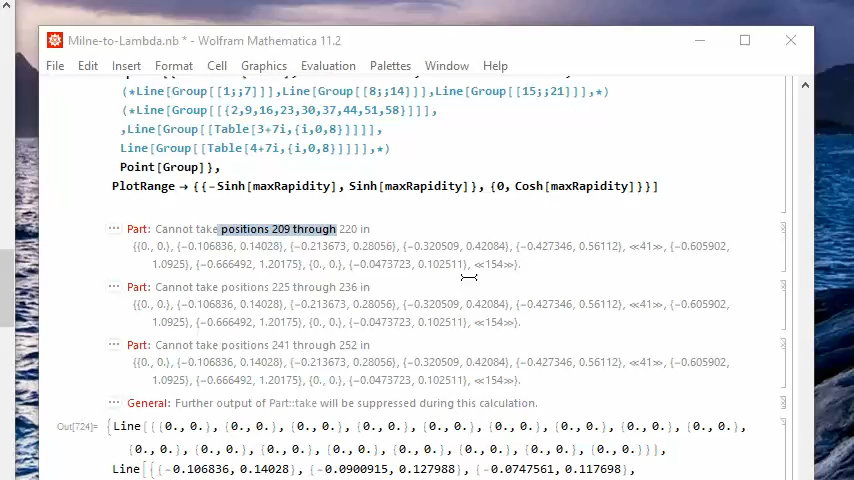 Milne-to-Lambda.nb * - Wolfram Mathematica 11.2
File Edit Insert Format Cell Graphics Evaluation Palettes Window Help
(*Line[Group[[1;;7]]],Line[Group[[8;;14]]],Line[Group[[15;;21]]],*)
(*Line[Group[[{2,9,16,23,30,37,44,51,58}]]],
,Line[Group[[Table[3+7i,{i,0,8}]]]],
Line[Group[[Table[4+7i,{i,0,8}]]]],*)
Point[Group]},
PlotRange → {{-Sinh[maxRapidity], Sinh[maxRapidity]}, {0, Cosh[maxRapidity]}}]
Part: Cannot take positions 209 through 220 in
{{0., 0.}, {-0.106836, 0.14028}, {-0.213673, 0.28056}, {-0.320509, 0.42084}, {-0.427346, 0.56112}, ≪41≫, {-0.605902,
1.0925}, {-0.666492, 1.20175}, {0., 0.}, {-0.0473723, 0.102511}, ≪154≫}.
Part: Cannot take positions 225 through 236 in
{{0., 0.}, {-0.106836, 0.14028}, {-0.213673, 0.28056}, {-0.320509, 0.42084}, {-0.427346, 0.56112}, ≪41≫, {-0.605902,
1.0925}, {-0.666492, 1.20175}, {0., 0.}, {-0.0473723, 0.102511}, ≪154≫}.
Part: Cannot take positions 241 through 252 in
{{0., 0.}, {-0.106836, 0.14028}, {-0.213673, 0.28056}, {-0.320509, 0.42084}, {-0.427346, 0.56112}, ≪41≫, {-0.605902,
1.0925}, {-0.666492, 1.20175}, {0., 0.}, {-0.0473723, 0.102511}, ≪154≫}.
General: Further output of Part::take will be suppressed during this calculation.
Out[724]= {Line[{{0., 0.}, {0., 0.}, {0., 0.}, {0., 0.}, {0., 0.}, {0., 0.}, {0., 0.}, {0., 0.}, {0., 0.},
{0., 0.}, {0., 0.}, {0., 0.}, {0., 0.}, {0., 0.}, {0., 0.}, {0., 0.}, {0., 0.}}],
Line[{{-0.106836, 0.14028}, {-0.0900915, 0.127988}, {-0.0747561, 0.117698},